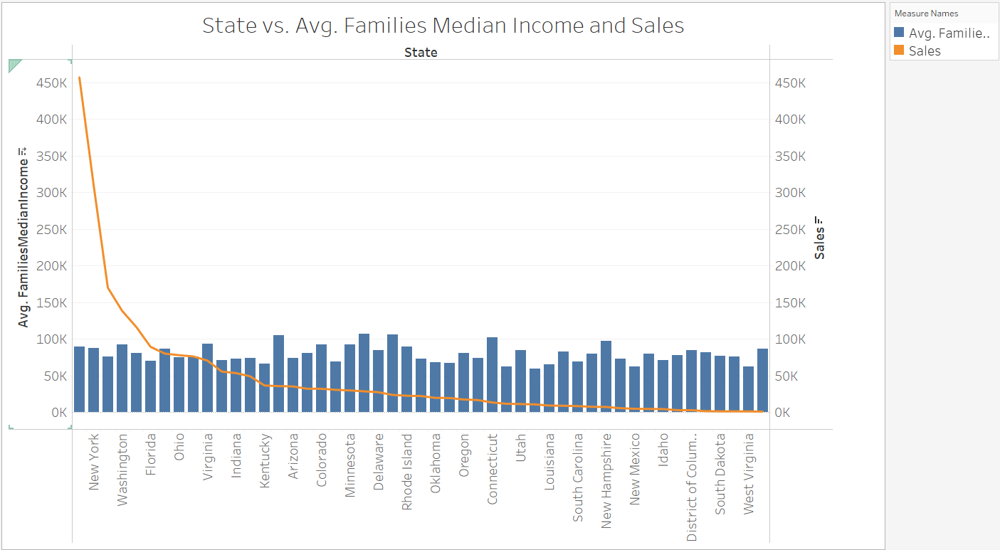 State vs. Avg. Families Median Income and Sales
Measure Names
Avg. Familie..
Sales
State
Avg. FamiliesMedianIncome
450K
400K
350K
300K
250K
200K
150K
100K
50K
0K
450K
400K
350K
300K
250K
200K
150K
100K
50K
0K
Sales
New York
Washington
Florida
Ohio
Virginia
Indiana
Kentucky
Arizona
Colorado
Minnesota
Delaware
Rhode Island
Oklahoma
Oregon
Connecticut
Utah
Louisiana
South Carolina
New Hampshire
New Mexico
Idaho
District of Colum..
South Dakota
West Virginia